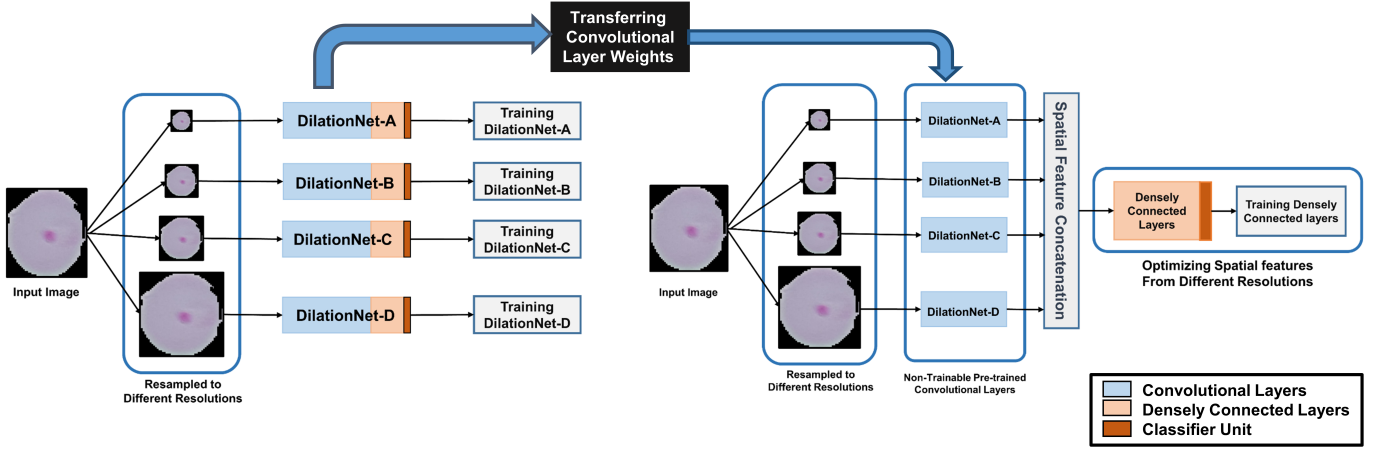 Transferring
Convolutional
Layer Weights
DilationNet-A
Training
DilationNet-A
DilationNet-B
Training
DilationNet-B
DilationNet-C
Training
DilationNet-C
DilationNet-D
Training
DilationNet-D
Input Image
Resampled to
Different Resolutions
DilationNet-A
DilationNet-B
DilationNet-C
DilationNet-D
Input Image
Resampled to
Different Resolutions
Non-Trainable Pre-trained
Convolutional Layers
Spatial Feature Concatenation
Densely
Connected
Layers
Training Densely
Connected layers
Optimizing Spatial features
From Different Resolutions
Convolutional Layers
Densely Connected Layers
Classifier Unit